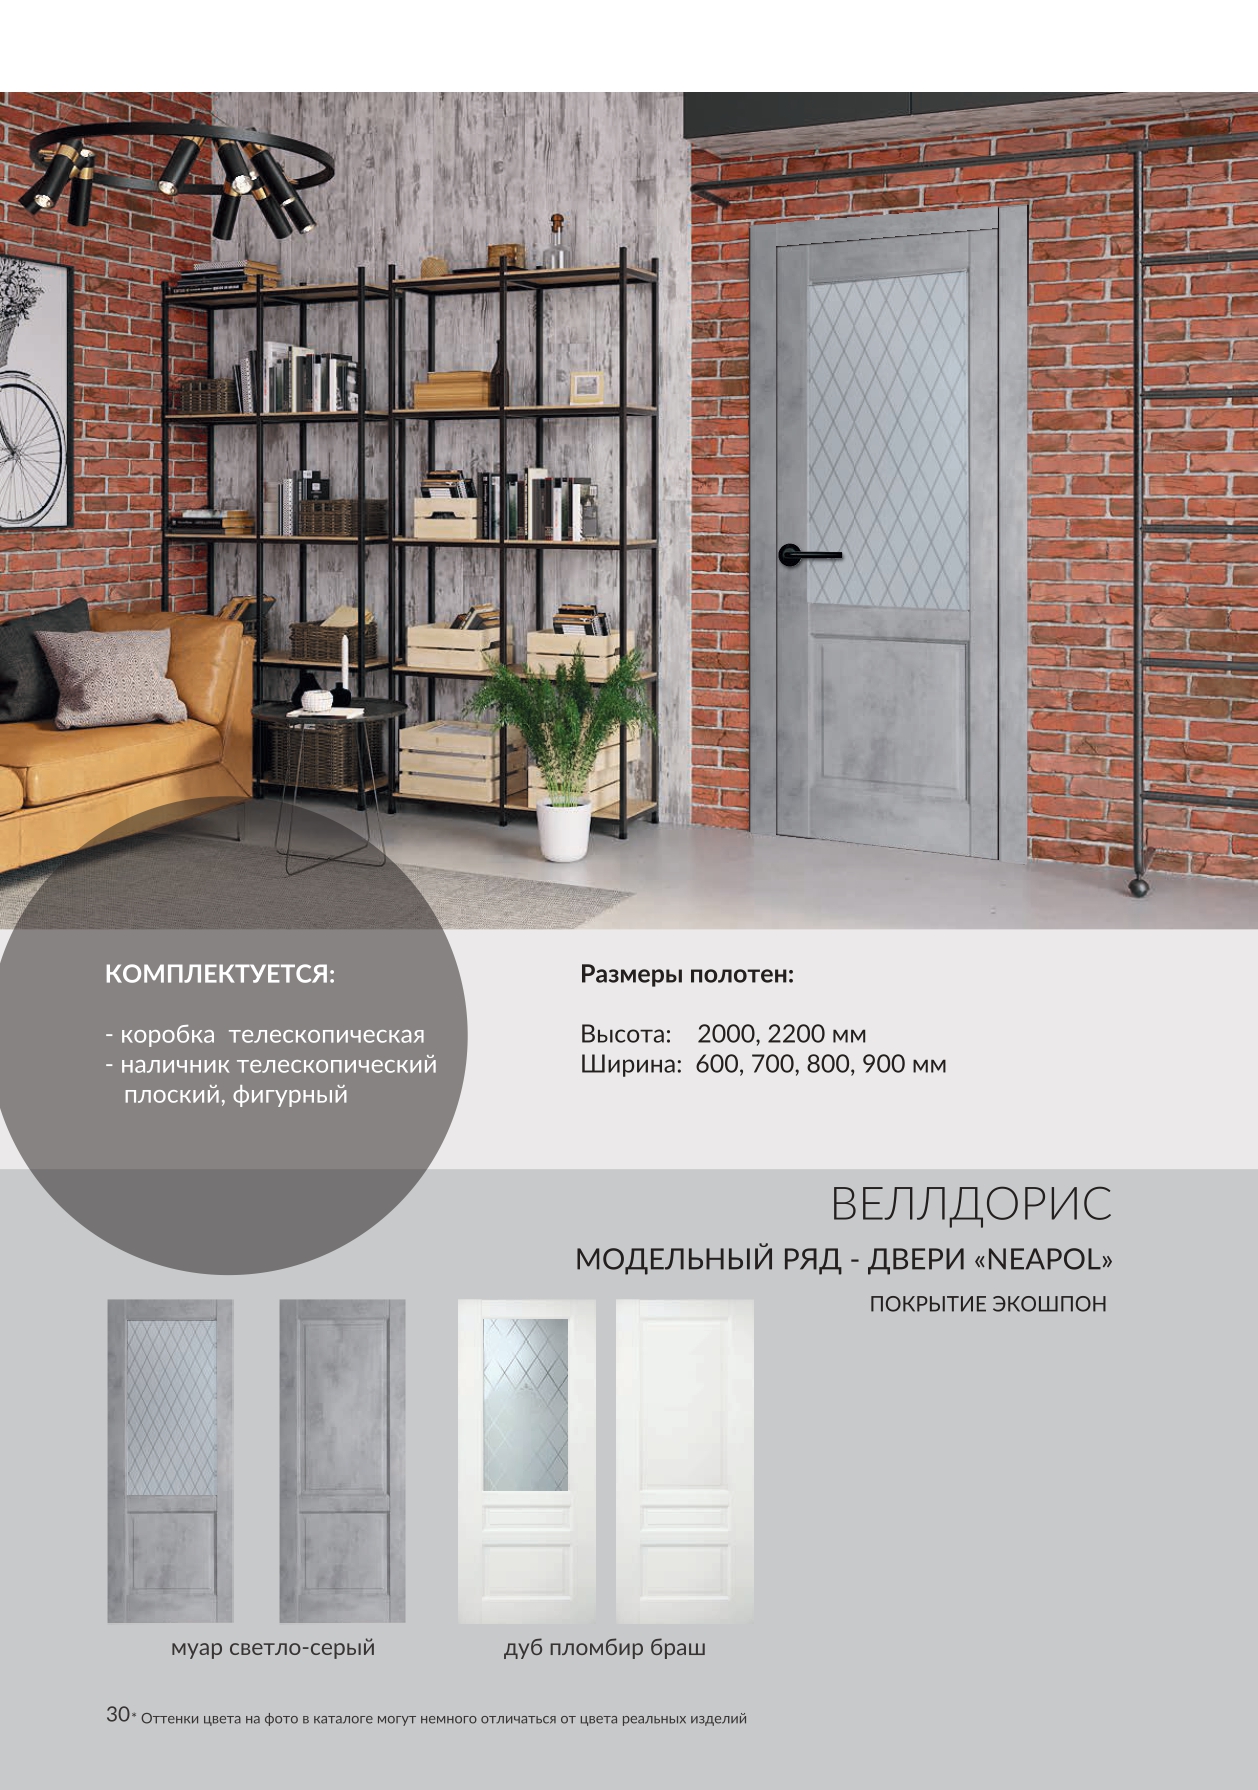 КОМПЛЕКТУЕТСЯ:
- коробка телескопическая
- наличник телескопический
плоский, фигурный
Размеры полотен:
Высота: 2000, 2200 мм
Ширина: 600, 700, 800, 900 мм
ВЕЛЛДОРИС
МОДЕЛЬНЫЙ РЯД - ДВЕРИ «NEAPOL»
ПОКРЫТИЕ ЭКОШПОН
муар светло-серый
дуб пломбир браш
30* Оттенки цвета на фото в каталоге могут немного отличаться от цвета реальных изделий